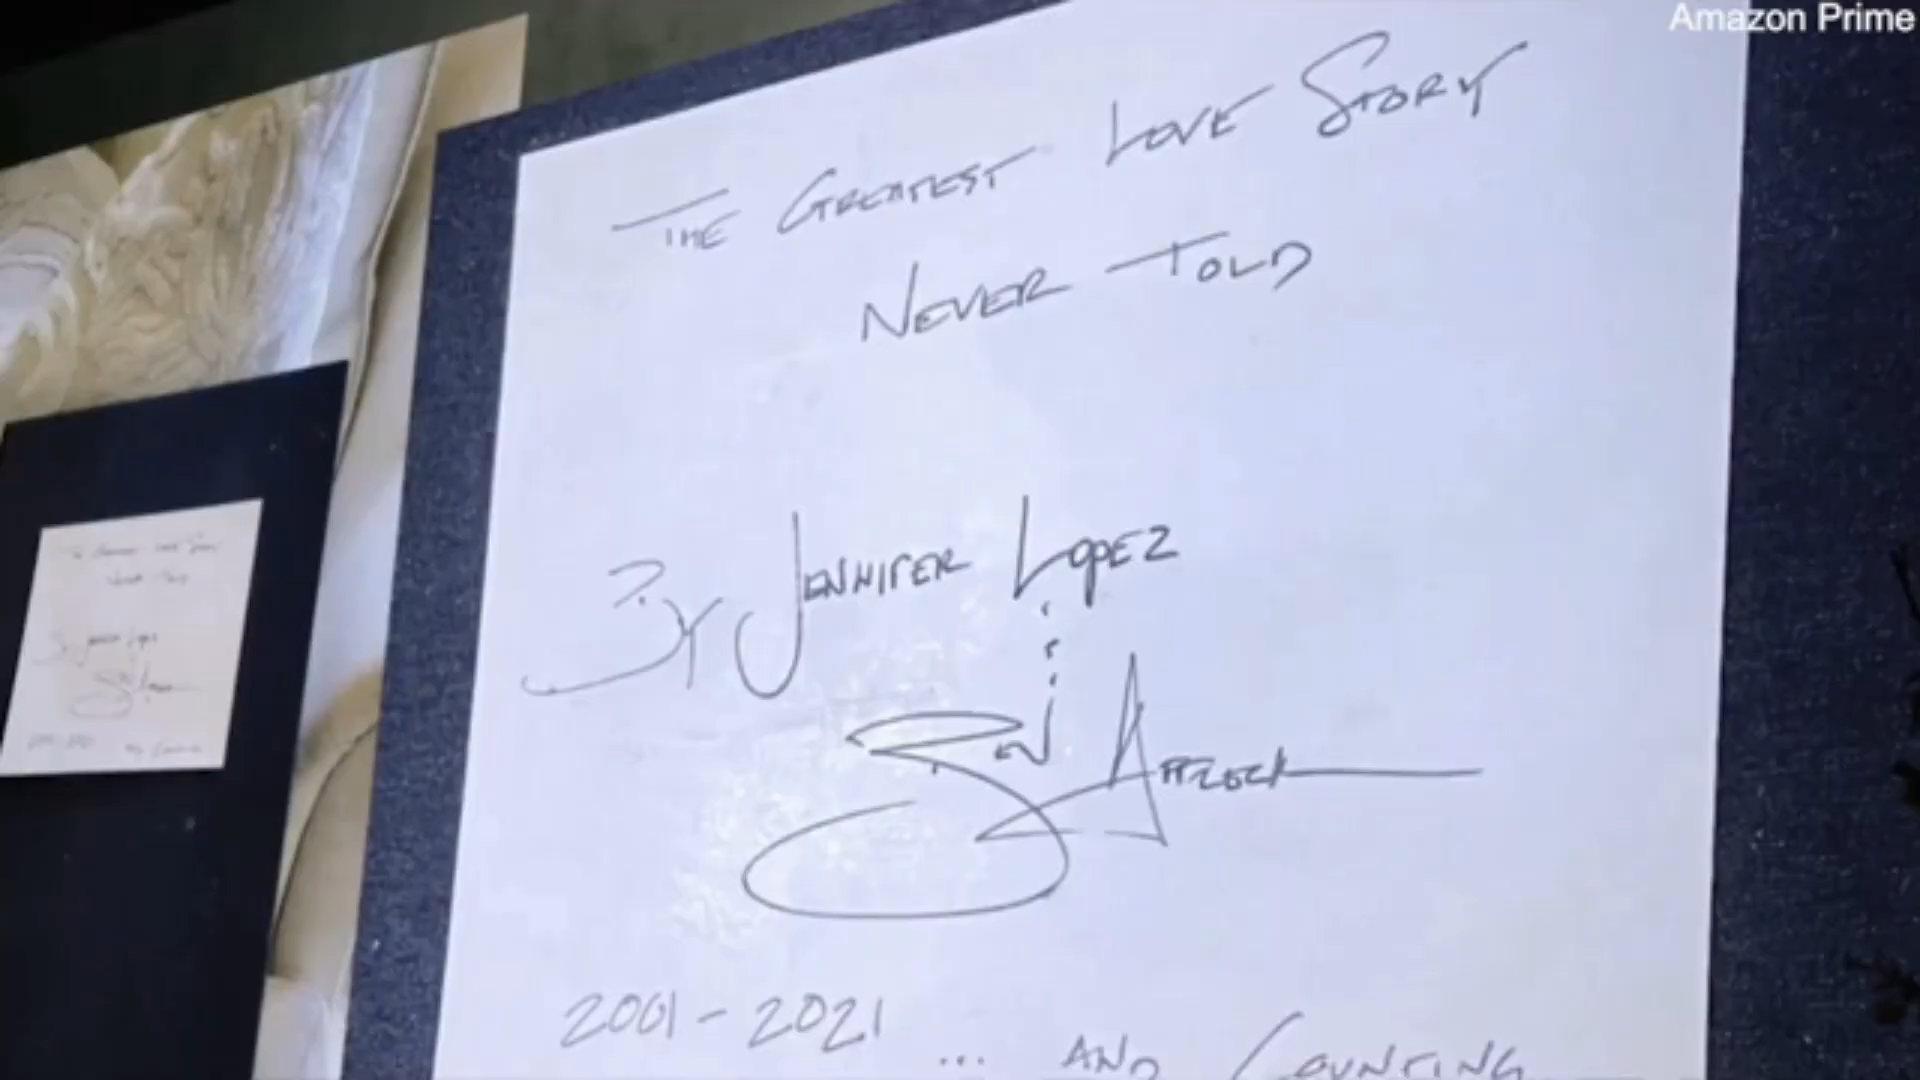 Amazon Prime
THE GREATEST LOVE STORY
NEVER TOLD
By JENNIFER LOPEZ
BEN AFFLECK
2001 - 2021
... AND COUNTING